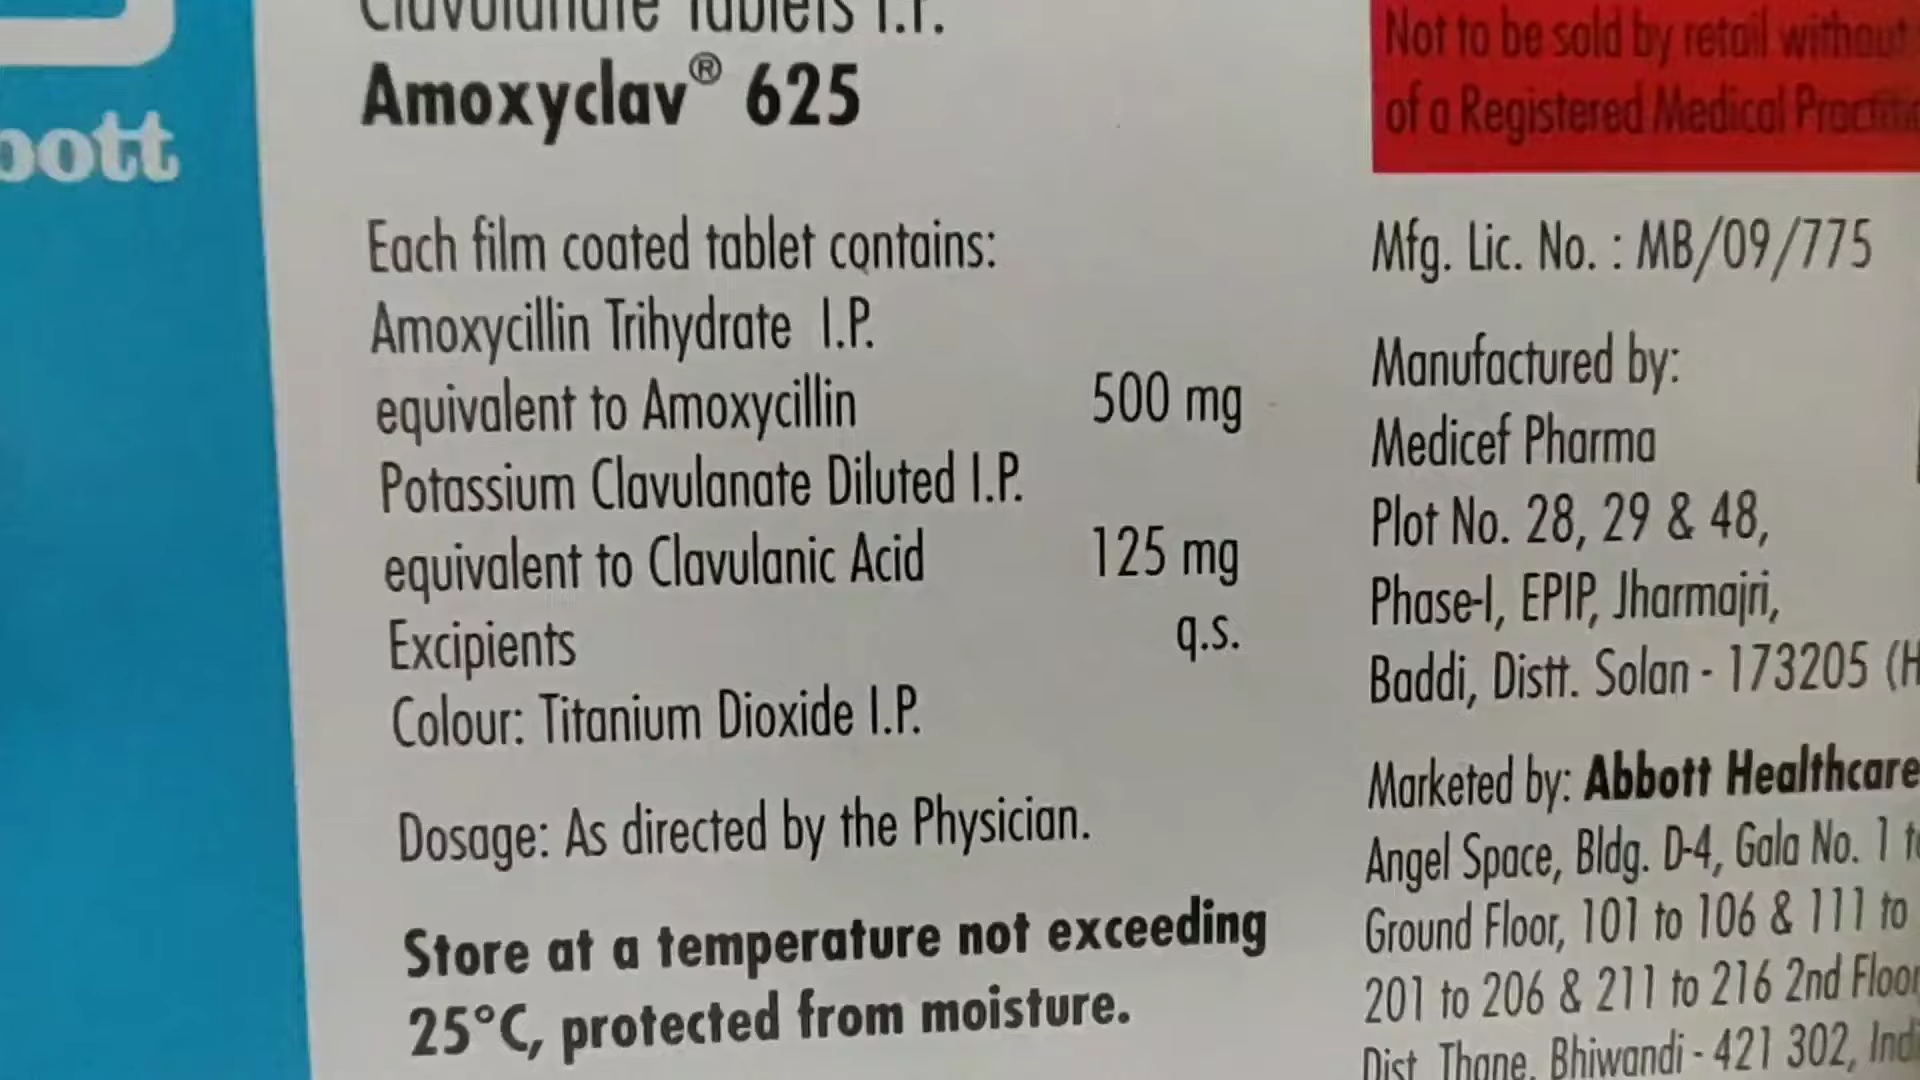 Clavulanate Tablets I.P.
Amoxyclav® 625
Each film coated tablet contains:
Amoxycillin Trihydrate I.P.
equivalent to Amoxycillin 500 mg
Potassium Clavulanate Diluted I.P.
equivalent to Clavulanic Acid 125 mg
Excipients q.s.
Colour: Titanium Dioxide I.P.
Dosage: As directed by the Physician.
Store at a temperature not exceeding
25°C, protected from moisture.
bott
Not to be sold by retail without
of a Registered Medical
Mfg. Lic. No. : MB/09/775
Manufactured by:
Medicef Pharma
Plot No. 28, 29 & 48,
Phase-I, EPIP, Jharmajri,
Baddi, Distt. Solan - 173205 (H
Marketed by: Abbott Healthcare
Angel Space, Bldg. D-4, Gala No. 1
Ground Floor, 101 to 106 & 111 to
201 to 206 & 211 to 216 2nd Floor
Dist. Thane, Bhiwandi - 421 302,